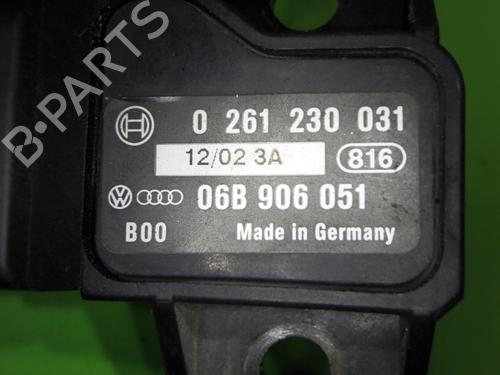 B-PARTS
0 261 230 031
12/02 3A 816
06B 906 051
B00 Made in Germany